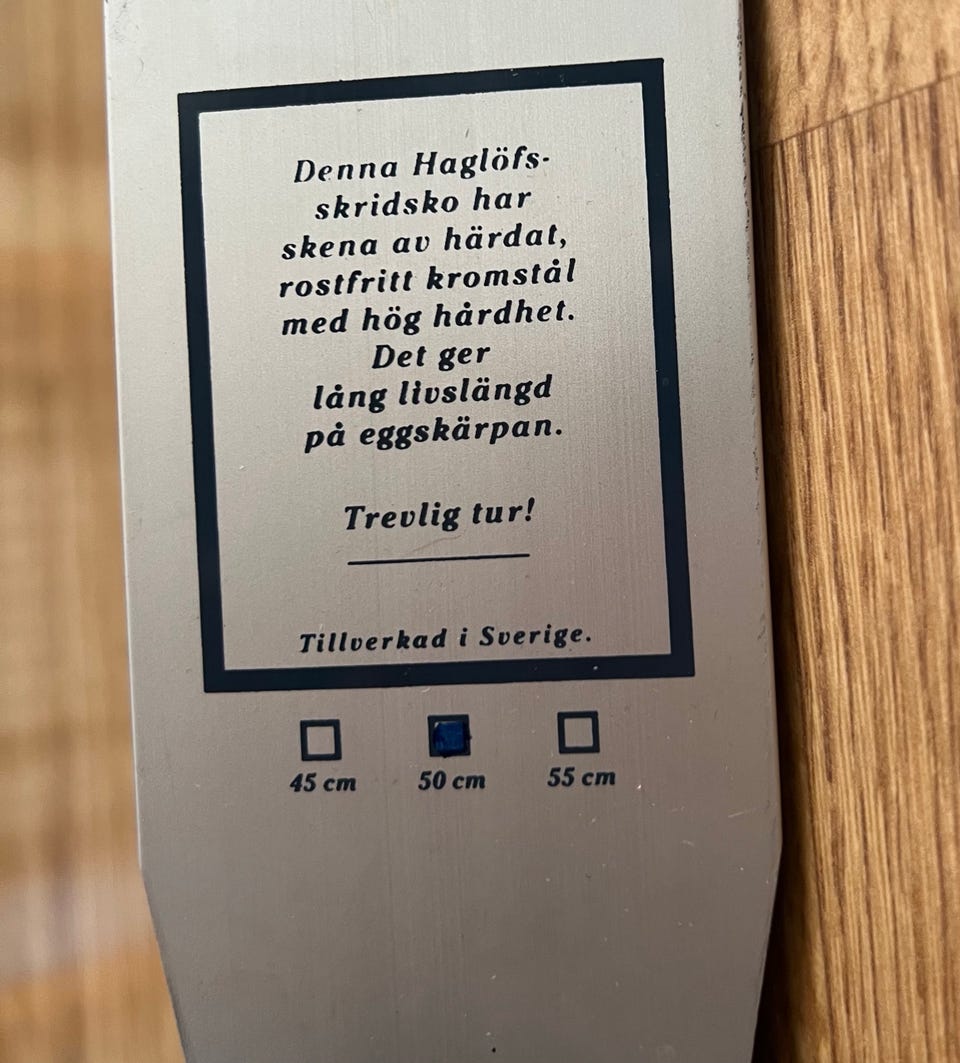 Denna Haglöfs-
skridsko har
skena av härdat,
rostfritt kromstål
med hög hårdhet.
Det ger
lång livslängd
på eggskärpan.
Trevlig tur!
Tillverkad i Sverige.
45 cm 50 cm 55 cm